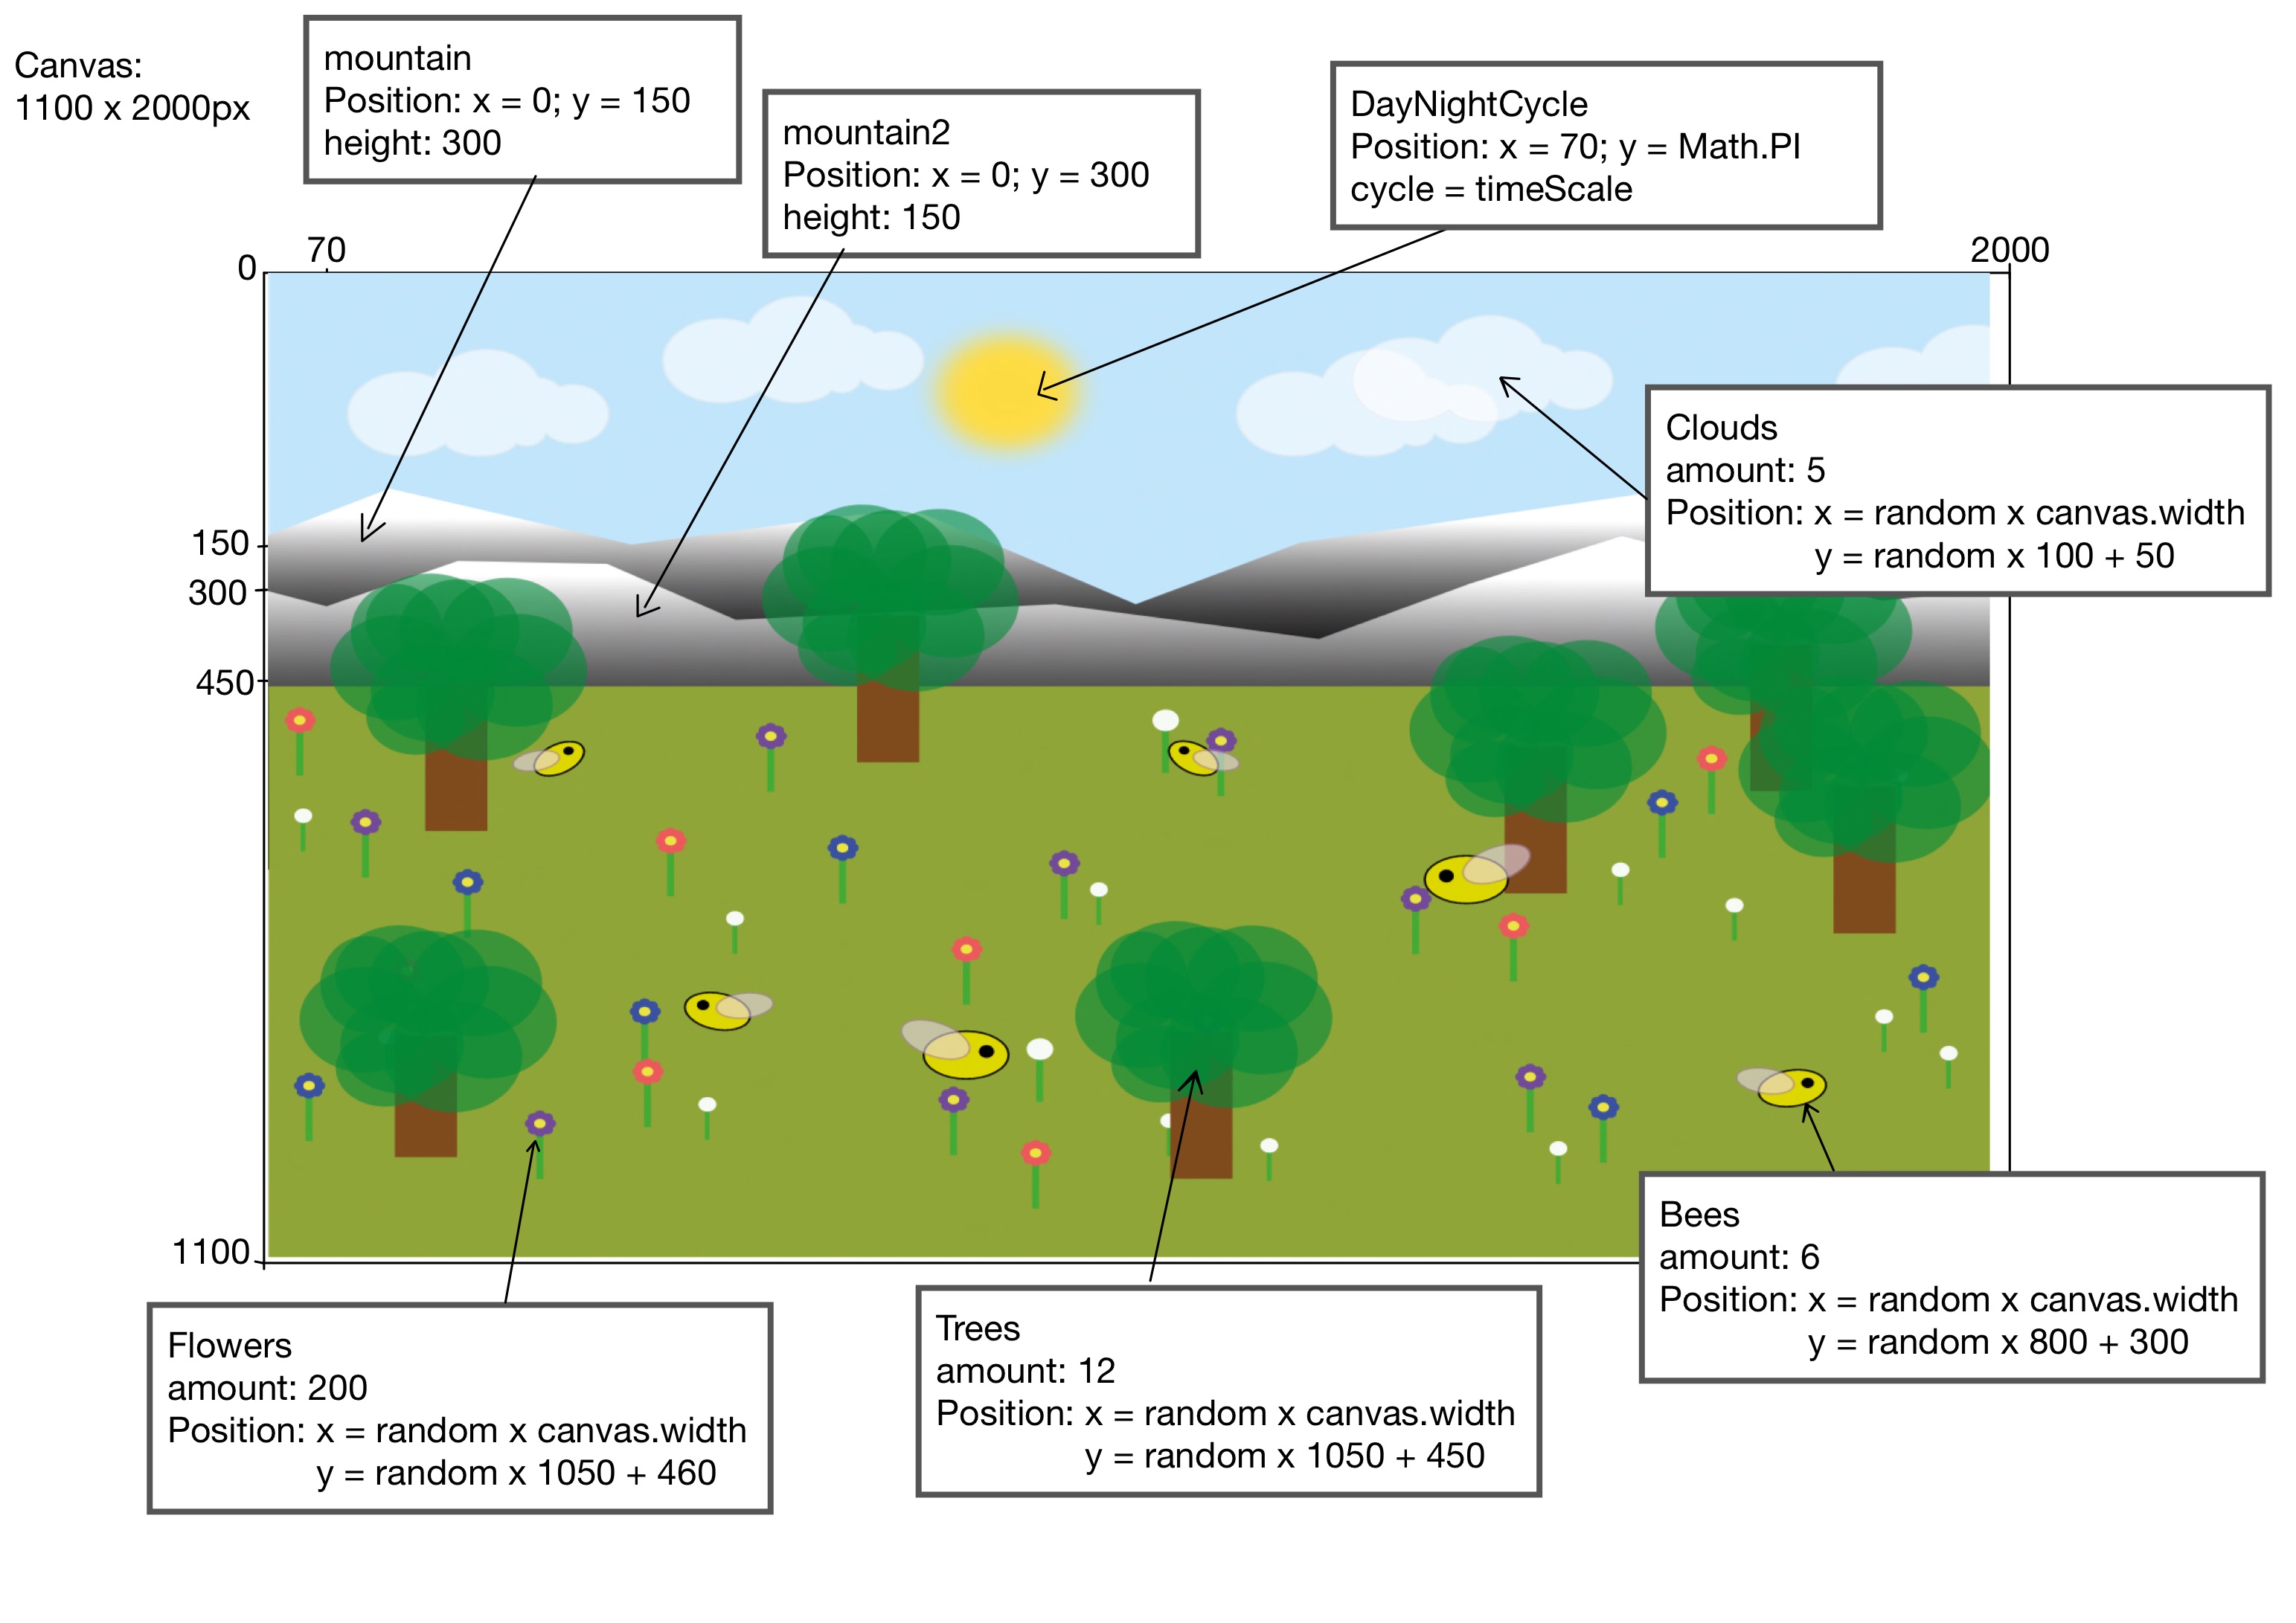 Canvas:
1100 x 2000px
mountain
Position: x = 0; y = 150
height: 300
mountain2
Position: x = 0; y = 300
height: 150
DayNightCycle
Position: x = 70; y = Math.PI
cycle = timeScale
70
2000
0
150
300
450
1100
Clouds
amount: 5
Position: x = random x canvas.width
y = random x 100 + 50
Bees
amount: 6
Position: x = random x canvas.width
y = random x 800 + 300
Flowers
amount: 200
Position: x = random x canvas.width
y = random x 1050 + 460
Trees
amount: 12
Position: x = random x canvas.width
y = random x 1050 + 450